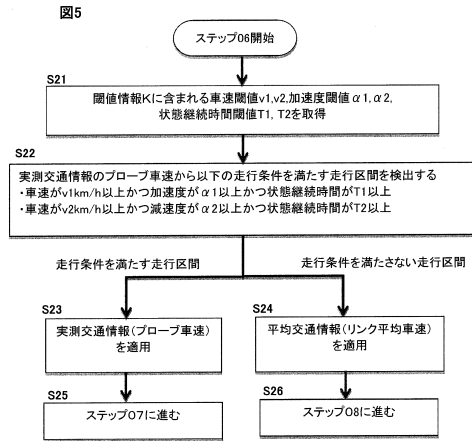 図5
ステップ06開始
S21
閾値情報Kに含まれる車速閾値v1,v2,加速度閾値α1,α2,
状態継続時間閾値T1, T2を取得
S22
実測交通情報のプローブ車速から以下の走行条件を満たす走行区間を検出する
・車速がv1km/h以上かつ加速度がα1以上かつ状態継続時間がT1以上
・車速がv2km/h以上かつ減速度がα2以上かつ状態継続時間がT2以上
走行条件を満たす走行区間
走行条件を満たさない走行区間
S23
実測交通情報(プローブ車速)
を適用
S24
平均交通情報(リンク平均車速)
を適用
S25
ステップ07に進む
S26
ステップ08に進む